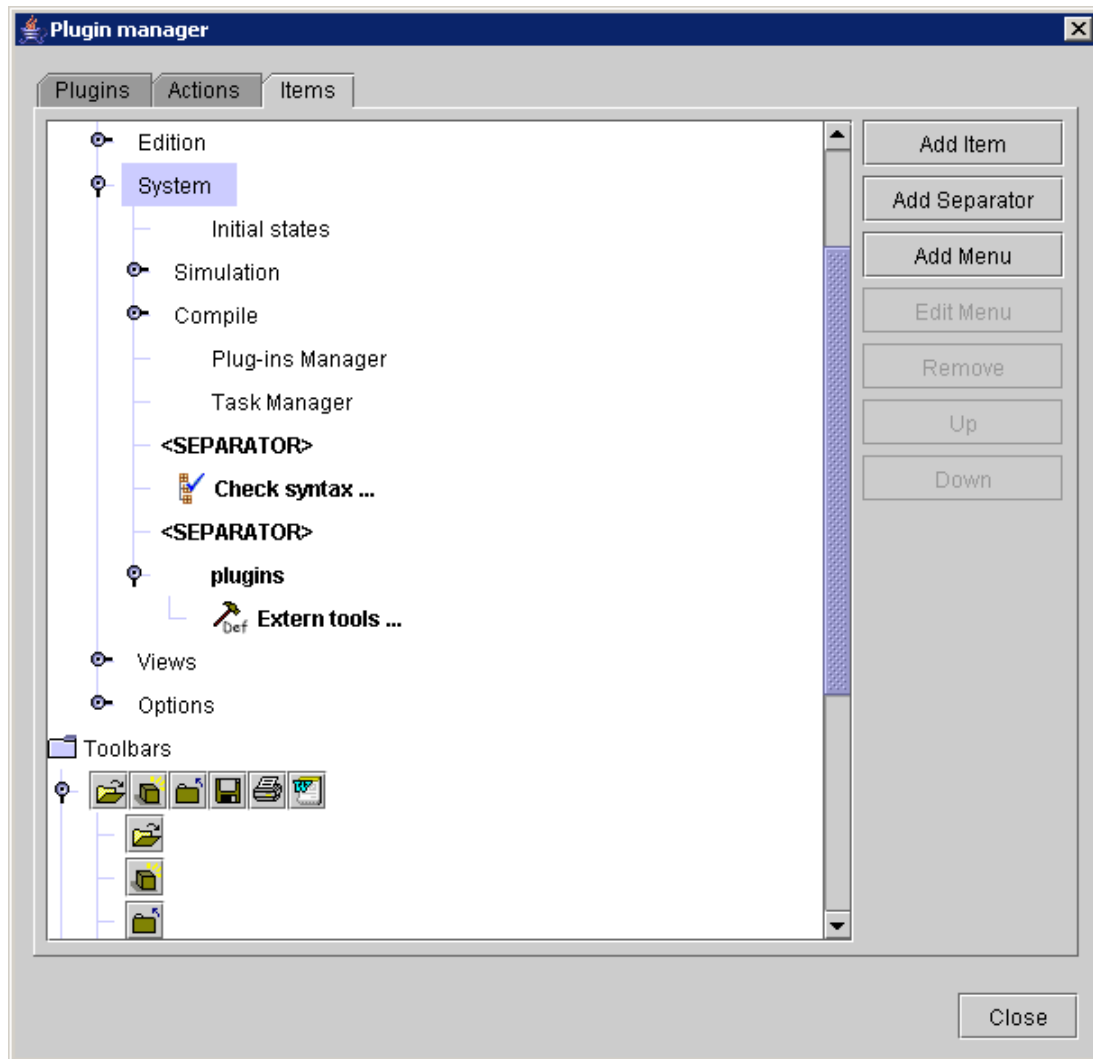 Plugin manager
Plugins Actions Items
Edition
System
Initial states
Simulation
Compile
Plug-ins Manager
Task Manager
<SEPARATOR>
Check syntax ...
<SEPARATOR>
plugins
Def Extern tools ...
Views
Options
Toolbars
Add Item
Add Separator
Add Menu
Edit Menu
Remove
Up
Down
Close